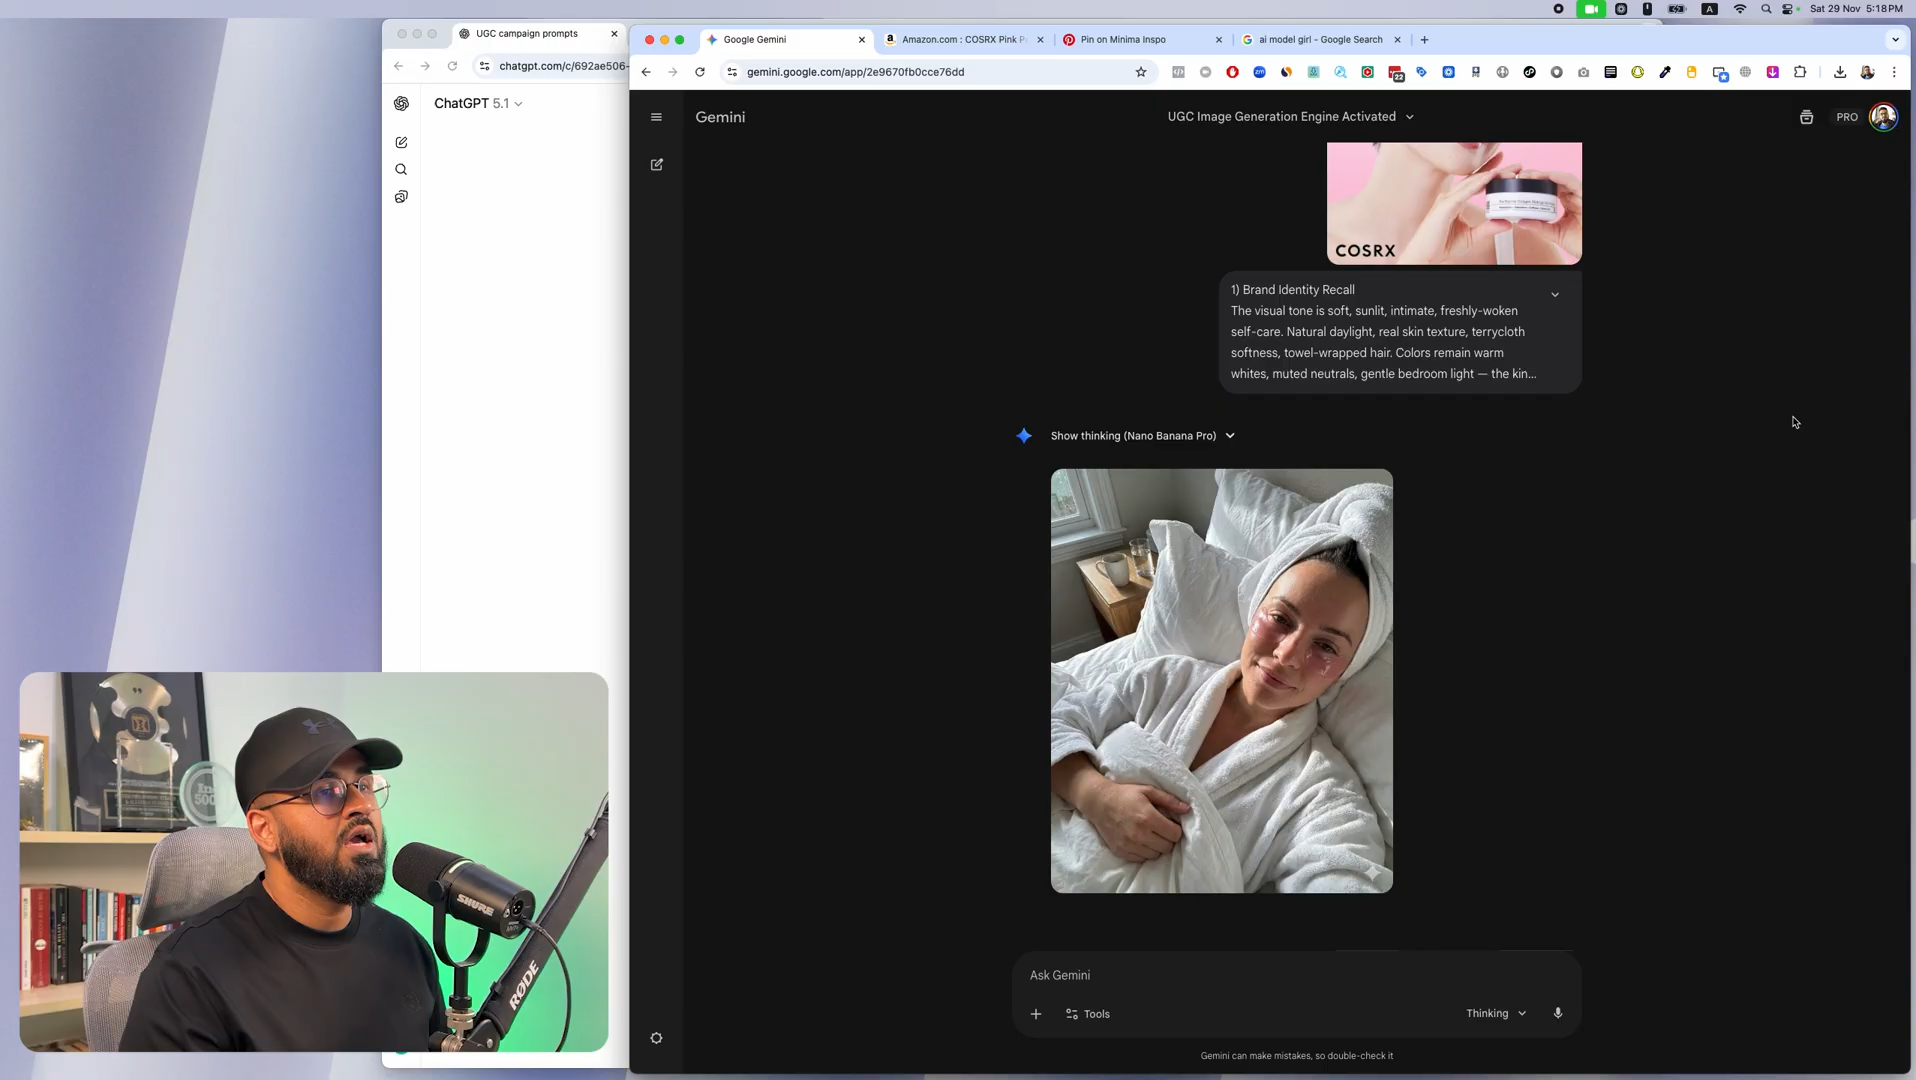 Sat 29 Nov 5:18 PM
UGC campaign prompts
Google Gemini
Amazon.com : COSRX Pink P
Pin on Minima Inspo
ai model girl - Google Search
chatgpt.com/c/692ae506-
gemini.google.com/app/2e9670fb0cce76dd
22
ChatGPT 5.1
Gemini
UGC Image Generation Engine Activated
PRO
COSRX
1) Brand Identity Recall
The visual tone is soft, sunlit, intimate, freshly-woken
self-care. Natural daylight, real skin texture, terrycloth
softness, towel-wrapped hair. Colors remain warm
whites, muted neutrals, gentle bedroom light — the kin...
Show thinking (Nano Banana Pro)
Inc.
500
SHURE
RØDE
Ask Gemini
Tools
Thinking
Gemini can make mistakes, so double-check it